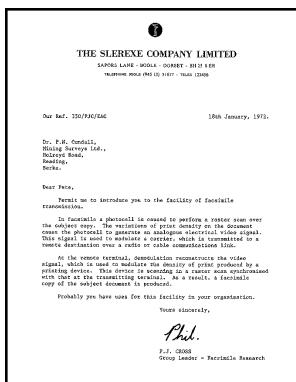 THE SLEREXE COMPANY LIMITED
SAPORS LANE - BOOLE - DORSET - BH 25 8 ER
TELEPHONE BOOLE (945 13) 51617 - TELEX 123456
Our Ref. 350/PJC/EAC 18th January, 1972.
Dr. P.N. Cundall,
Mining Surveys Ltd.,
Holroyd Road,
Reading,
Berks.
Dear Pete,
Permit me to introduce you to the facility of facsimile
transmission.
In facsimile a photocell is caused to perform a raster scan over
the subject copy. The variations of print density on the document
cause the photocell to generate an analogous electrical video signal.
This signal is used to modulate a carrier, which is transmitted to a
remote destination over a radio or cable communications link.
At the remote terminal, demodulation reconstructs the video
signal, which is used to modulate the density of print produced by a
printing device. This device is scanning in a raster scan synchronised
with that at the transmitting terminal. As a result, a facsimile
copy of the subject document is produced.
Probably you have uses for this facility in your organisation.
Yours sincerely,
Phil.
P.J. CROSS
Group Leader - Facsimile Research